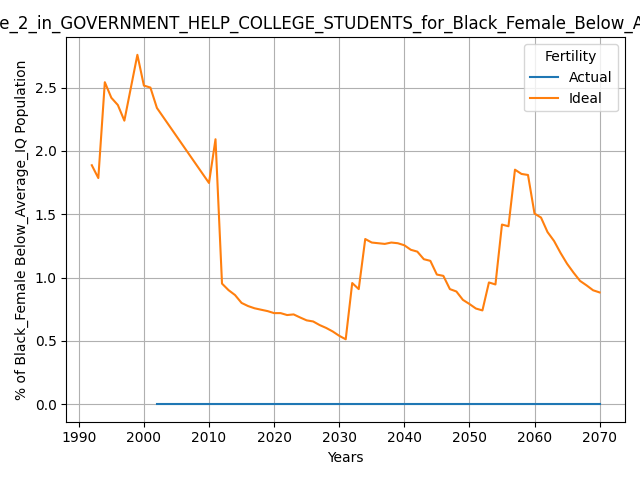 e_2_in_GOVERNMENT_HELP_COLLEGE_STUDENTS_for_Black_Female_Below_A
Fertility
Actual
Ideal
% of Black_Female Below_Average_IQ Population
2.5
2.0
1.5
1.0
0.5
0.0
1990 2000 2010 2020 2030 2040 2050 2060 2070
Years